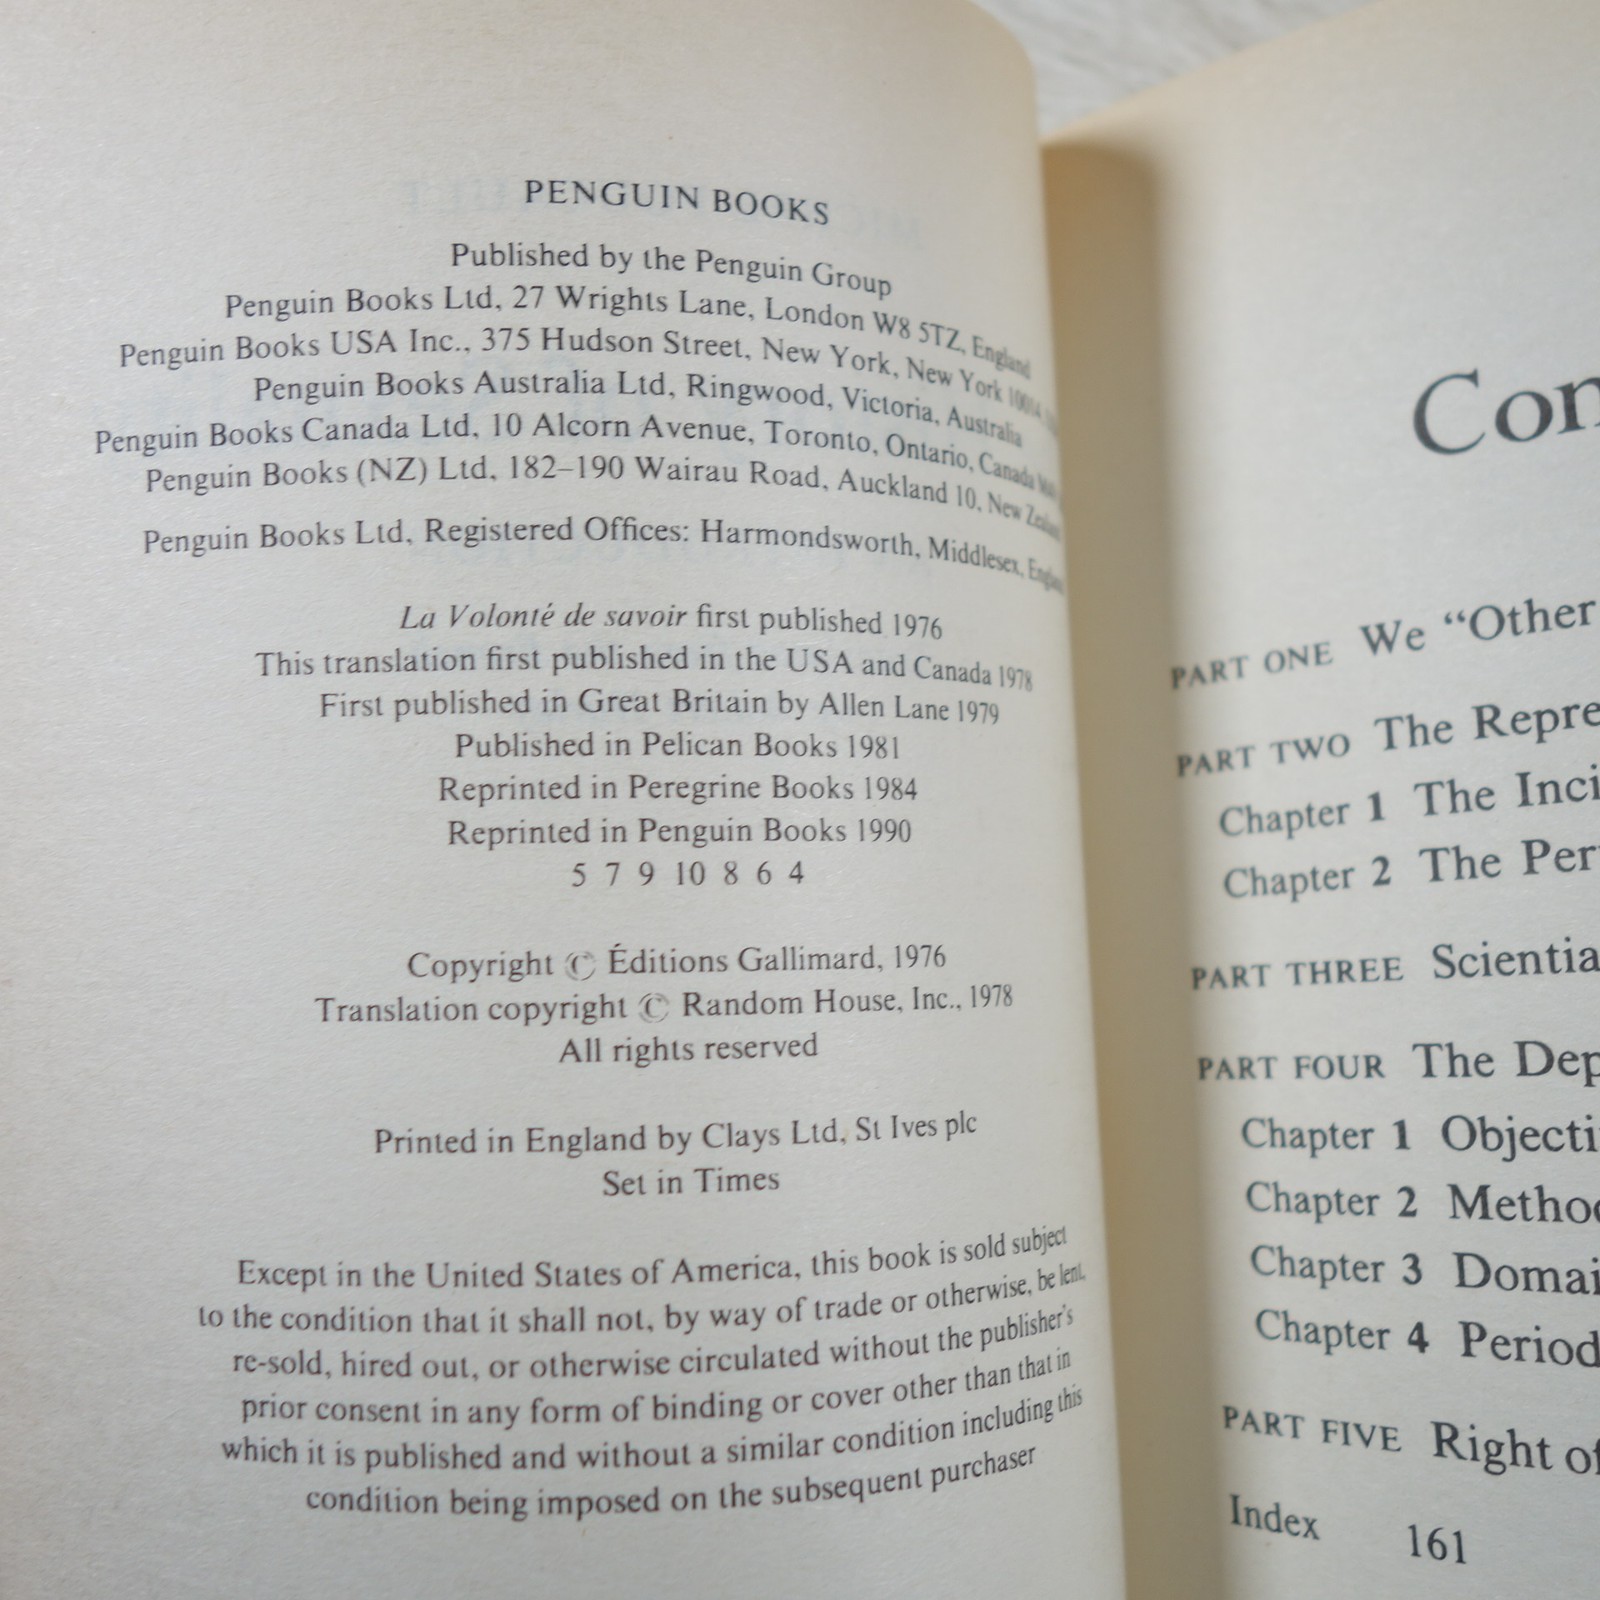 PENGUIN BOOKS
Published by the Penguin Group
Penguin Books Ltd, 27 Wrights Lane, London W8 5TZ, England
Penguin Books USA Inc., 375 Hudson Street, New York, New York 10014
Penguin Books Australia Ltd, Ringwood, Victoria, Australia
Penguin Books Canada Ltd, 10 Alcorn Avenue, Toronto, Ontario, Canada
Penguin Books (NZ) Ltd, 182–190 Wairau Road, Auckland 10, New Zealand
Penguin Books Ltd, Registered Offices: Harmondsworth, Middlesex, England
La Volonté de savoir first published 1976
This translation first published in the USA and Canada 1978
First published in Great Britain by Allen Lane 1979
Published in Pelican Books 1981
Reprinted in Peregrine Books 1984
Reprinted in Penguin Books 1990
5 7 9 10 8 6 4
Copyright © Éditions Gallimard, 1976
Translation copyright © Random House, Inc., 1978
All rights reserved
Printed in England by Clays Ltd, St Ives plc
Set in Times
Except in the United States of America, this book is sold subject
to the condition that it shall not, by way of trade or otherwise, be lent,
re-sold, hired out, or otherwise circulated without the publisher's
prior consent in any form of binding or cover other than that in
which it is published and without a similar condition including this
condition being imposed on the subsequent purchaser
Con
PART ONE We “Other
PART TWO The Repre
Chapter 1 The Inci
Chapter 2 The Per
PART THREE Scientia
PART FOUR The Dep
Chapter 1 Objecti
Chapter 2 Metho
Chapter 3 Domai
Chapter 4 Period
PART FIVE Right of
Index 161